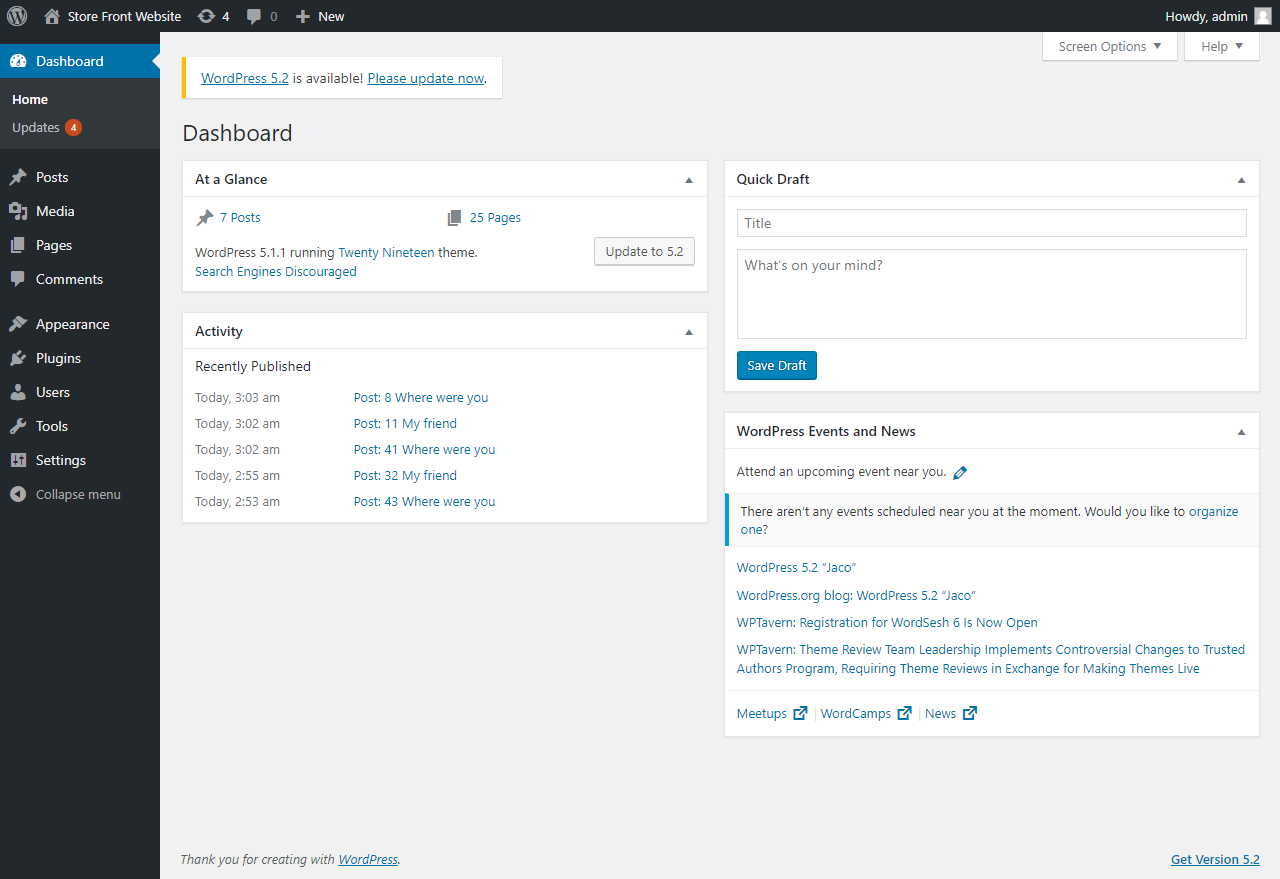 Store Front Website 4 0 New Howdy, admin
Dashboard
Home
Updates 4
Posts
Media
Pages
Comments
Appearance
Plugins
Users
Tools
Settings
Collapse menu
Screen Options Help
WordPress 5.2 is available! Please update now.
Dashboard
At a Glance
7 Posts 25 Pages
WordPress 5.1.1 running Twenty Nineteen theme. Update to 5.2
Search Engines Discouraged
Activity
Recently Published
Today, 3:03 am Post: 8 Where were you
Today, 3:02 am Post: 11 My friend
Today, 3:02 am Post: 41 Where were you
Today, 2:55 am Post: 32 My friend
Today, 2:53 am Post: 43 Where were you
Quick Draft
Title
What's on your mind?
Save Draft
WordPress Events and News
Attend an upcoming event near you.
There aren't any events scheduled near you at the moment. Would you like to organize
one?
WordPress 5.2 “Jaco”
WordPress.org blog: WordPress 5.2 “Jaco”
WPTavern: Registration for WordSesh 6 Is Now Open
WPTavern: Theme Review Team Leadership Implements Controversial Changes to Trusted
Authors Program, Requiring Theme Reviews in Exchange for Making Themes Live
Meetups | WordCamps | News
Thank you for creating with WordPress. Get Version 5.2